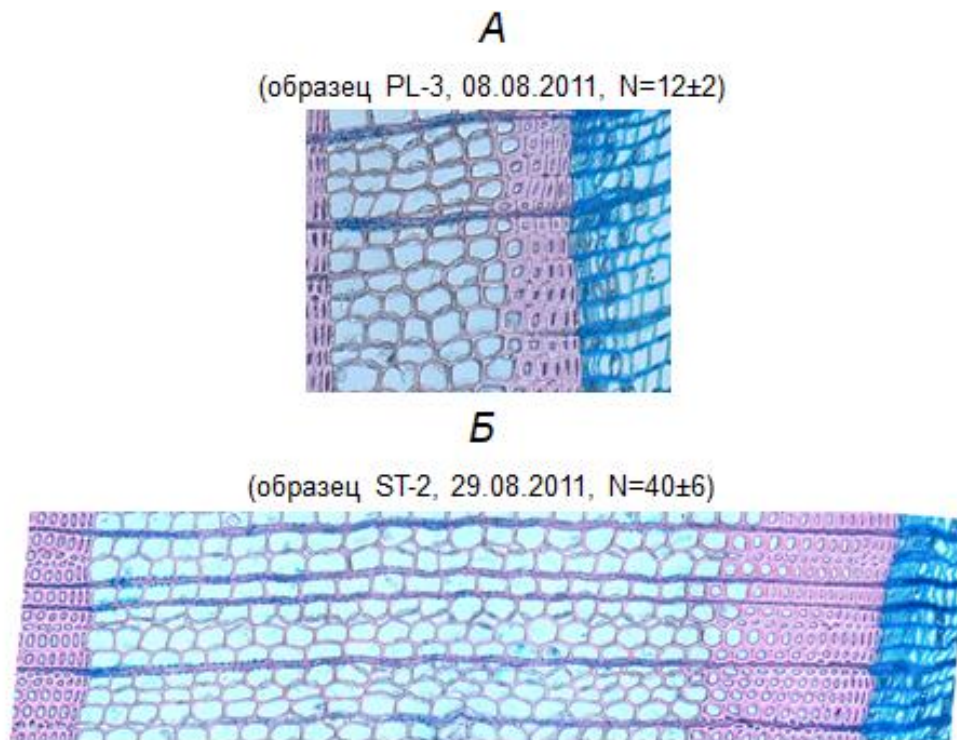 А
(образец PL-3, 08.08.2011, N=12±2)
Б
(образец ST-2, 29.08.2011, N=40±6)